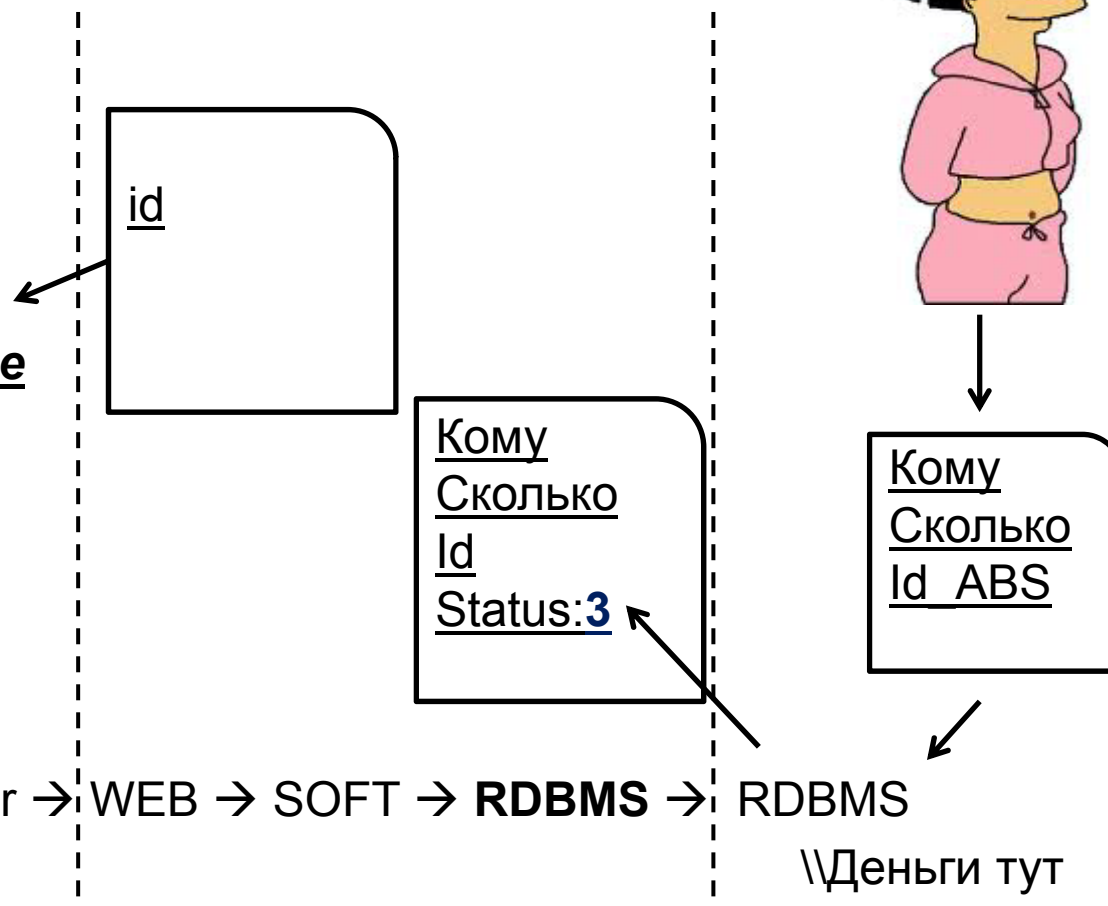 id
e
Кому
Сколько
Id
Status:3
Кому
Сколько
Id_ABS
r → WEB → SOFT → RDBMS → RDBMS
\\Деньги тут